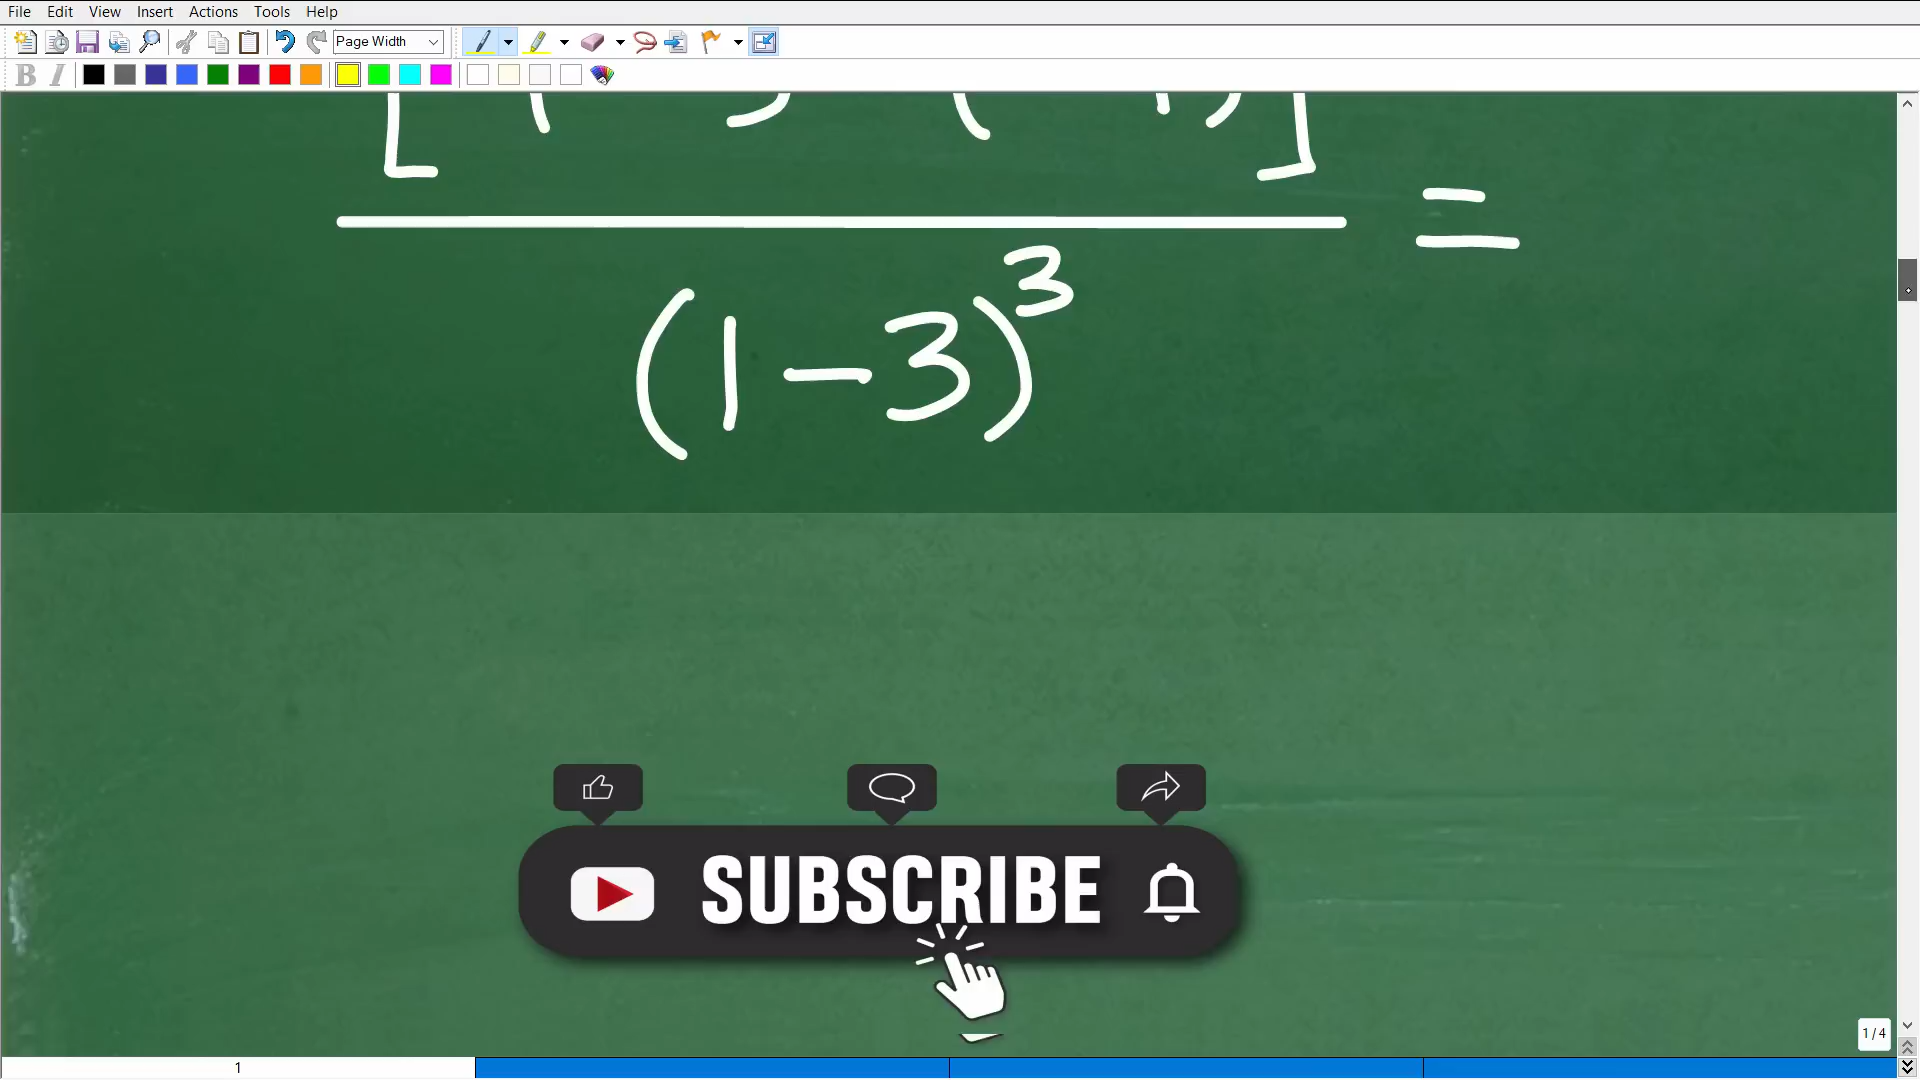 File Edit View Insert Actions Tools Help
Page Width
B I
=
(1-3)³
SUBSCRIBE
1 / 4
1